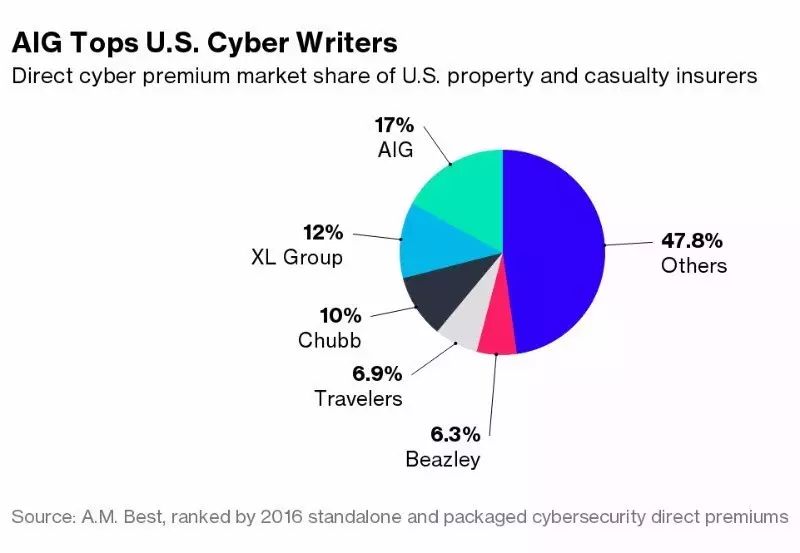 AIG Tops U.S. Cyber Writers
Direct cyber premium market share of U.S. property and casualty insurers
17%
AIG
12%
XL Group
47.8%
Others
10%
Chubb
6.9%
Travelers
6.3%
Beazley
Source: A.M. Best, ranked by 2016 standalone and packaged cybersecurity direct premiums